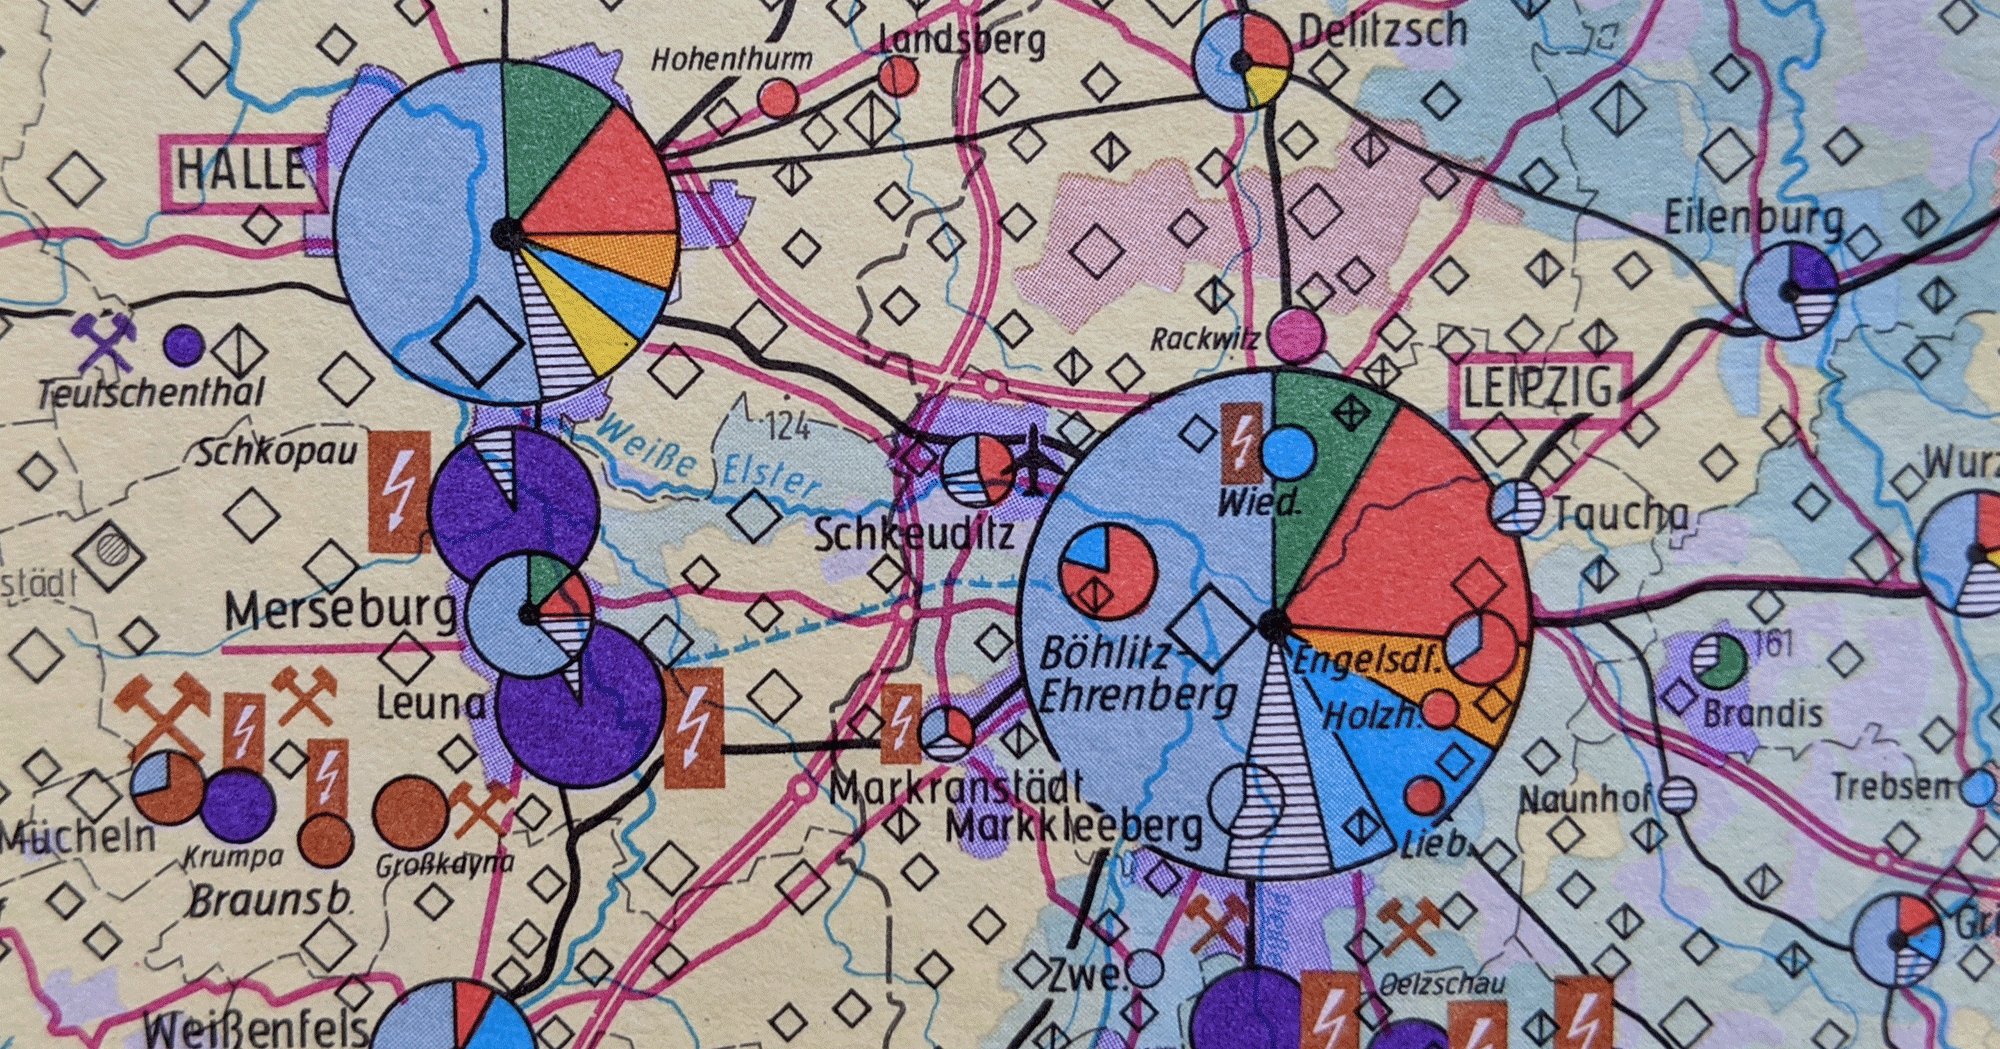 Hohenthurm
Landsberg
Delitzsch
HALLE
Eilenburg
Rackwitz
Teutschenthal
LEIPZIG
124
Weiße
Elster
Schkopau
Wied.
Schkeuditz
Taucha
städt
Merseburg
Böhlitz-
Ehrenberg
Engelsdf.
161
Leuna
Holzh.
Brandis
Markranstädt
Naunhof
Trebsen
Mücheln
Markkleeberg
Krumpa
Großkayna
Lieb.
Braunsb.
Zwe.
Oelzschau
Weißenfels